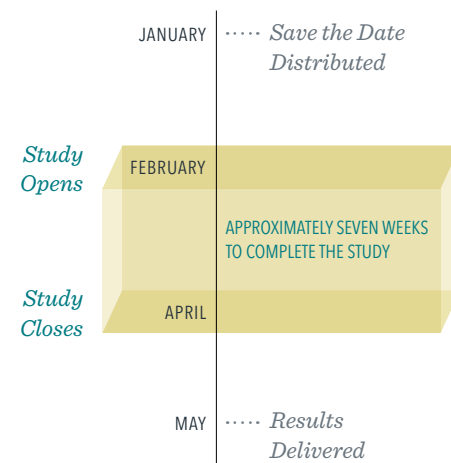 JANUARY
Save the Date
Distributed
Study
Opens
FEBRUARY
APPROXIMATELY SEVEN WEEKS
TO COMPLETE THE STUDY
Study
Closes
APRIL
MAY
Results
Delivered